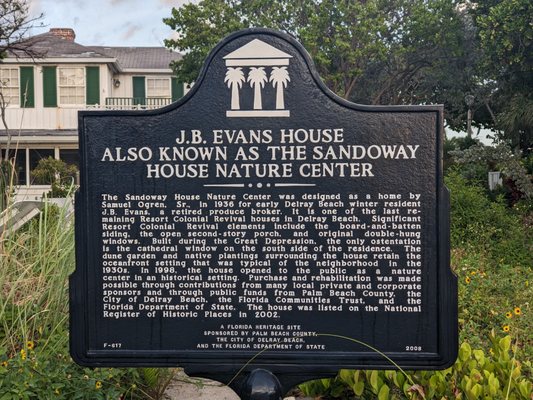 J.B. EVANS HOUSE
ALSO KNOWN AS THE SANDOWAY
HOUSE NATURE CENTER
The Sandoway House Nature Center was designed as a home by
Samuel Ogren, Sr., in 1936 for early Delray Beach winter resident
J.B. Evans, a retired produce broker. It is one of the last re-
maining Resort Colonial Revival houses in Delray Beach. Significant
Resort Colonial Revival elements include the board-and-batten
siding, the open second-story porch, and original double-hung
windows. Built during the Great Depression, the only ostentation
is the cathedral window on the south side of the residence. The
dune garden and native plantings surrounding the house retain the
oceanfront setting that was typical of the neighborhood in the
1930s. In 1998, the house opened to the public as a nature
center in an historical setting. Purchase and rehabilitation was made
possible through contributions from many local private and corporate
sponsors and through public funds from Palm Beach County, the
City of Delray Beach, the Florida Communities Trust, and the
Florida Department of State. The house was listed on the National
Register of Historic Places in 2002.
A FLORIDA HERITAGE SITE
SPONSORED BY PALM BEACH COUNTY,
THE CITY OF DELRAY BEACH,
AND THE FLORIDA DEPARTMENT OF STATE
F-617 2008